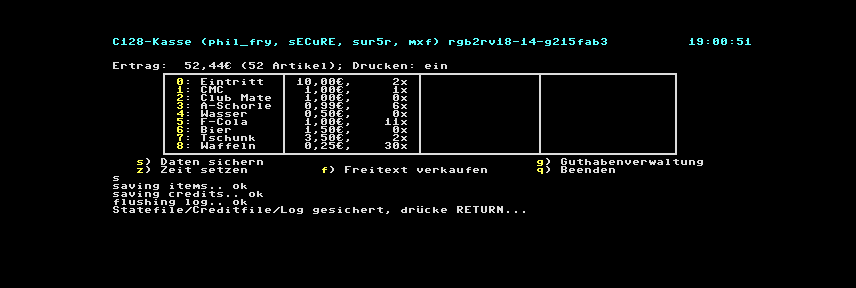 C128-Kasse (phil_fry, sECuRE, sur5r, mxf) rgb2rv18-14-g215fab3 19:00:51
Ertrag: 52,44€ (52 Artikel); Drucken: ein
0: Eintritt 10,00€, 2x
1: CMC 1,00€, 1x
2: Club Mate 1,00€, 0x
3: A-Schorle 0,99€, 6x
4: Wasser 0,50€, 0x
5: F-Cola 1,00€, 11x
6: Bier 1,50€, 0x
7: Tschunk 3,50€, 2x
8: Waffeln 0,25€, 30x
s) Daten sichern g) Guthabenverwaltung
z) Zeit setzen f) Freitext verkaufen q) Beenden
s
saving items.. ok
saving credits.. ok
flushing log.. ok
Statefile/Creditfile/Log gesichert, drücke RETURN...